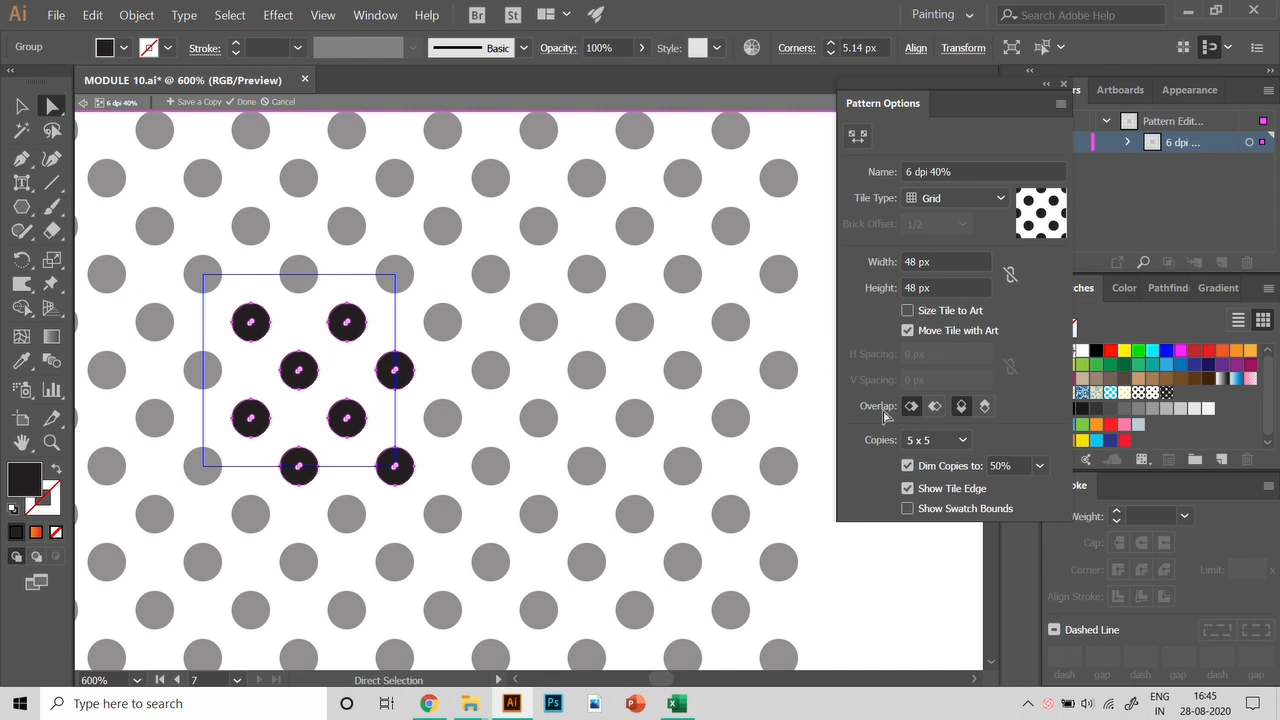 Ai File Edit Object Type Select Effect View Window Help Br St Painting Search Adobe Help
Group Stroke: Basic Opacity: 100% Style: Corners: 5.14 px Align Transform
MODULE 10.ai* @ 600% (RGB/Preview)
6 dpi 40% + Save a Copy Done Cancel
Pattern Options
rs Artboards Appearance
Pattern Edit...
6 dpi ...
Name: 6 dpi 40%
Tile Type: Grid
Brick Offset: 1/2
Width: 48 px
Height: 48 px
Size Tile to Art
Move Tile with Art
H Spacing: 0 px
V Spacing: 0 px
Overlap:
Copies: 5 x 5
Dim Copies to: 50%
Show Tile Edge
Show Swatch Bounds
tches Color Pathfind Gradient
oke
Weight:
Cap:
Corner: Limit: x
Align Stroke:
Dashed Line
dash gap dash gap dash gap
600% 7 Direct Selection
Type here to search
Ai Ps
ENG
IN
16:45
28-08-2020